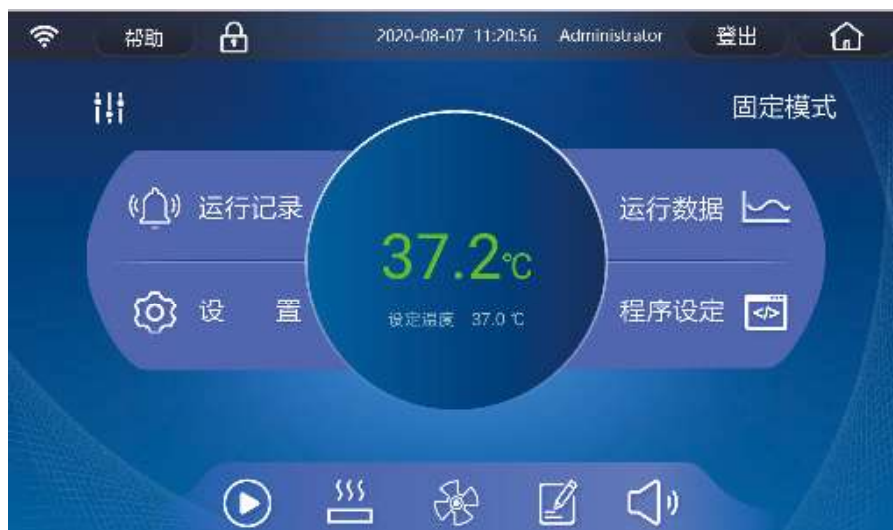 帮助 2020-08-07 11:20:56 Administrator 登出
固定模式
运行记录 运行数据
37.2℃
设置 程序设定
设定温度 37.0 ℃